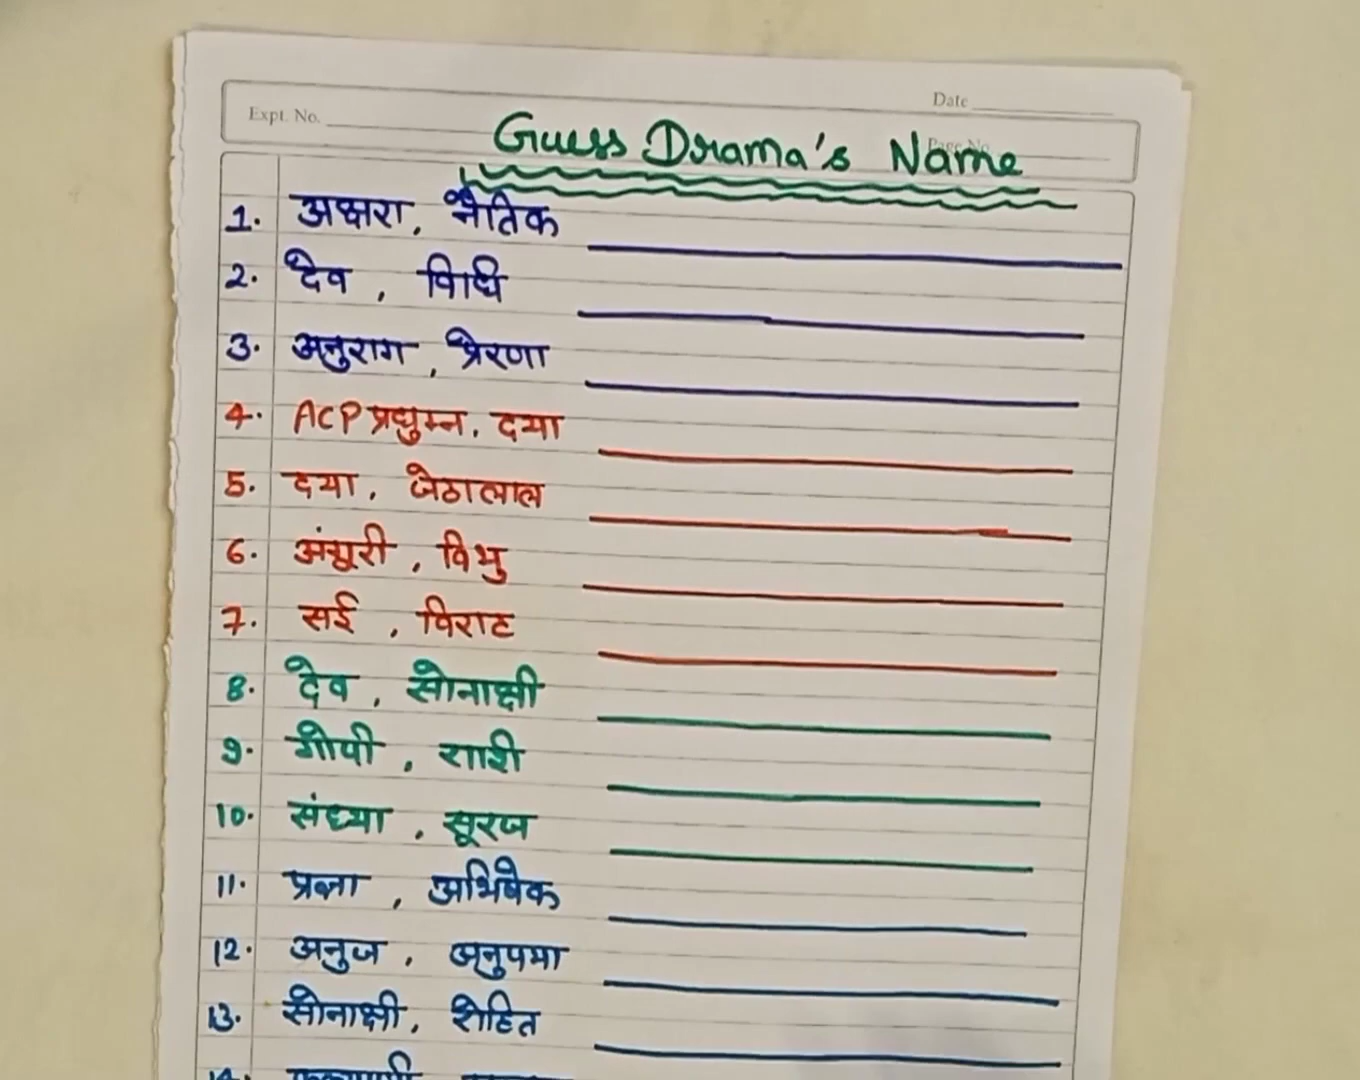 Date
Expt. No.
Guess Drama's Name
1. अक्षरा, नैतिक
2. देव, विधि
3. अनुराग, प्रेरणा
4. ACP प्रद्युम्न, दया
5. दया, जेठालाल
6. अंगूरी, विभु
7. सई, विराट
8. देव, सोनाक्षी
9. गोपी, राशी
10. संध्या, सूरज
11. प्रज्ञा, अभिषेक
12. अनुज, अनुपमा
13. सोनाक्षी, रोहित
14.